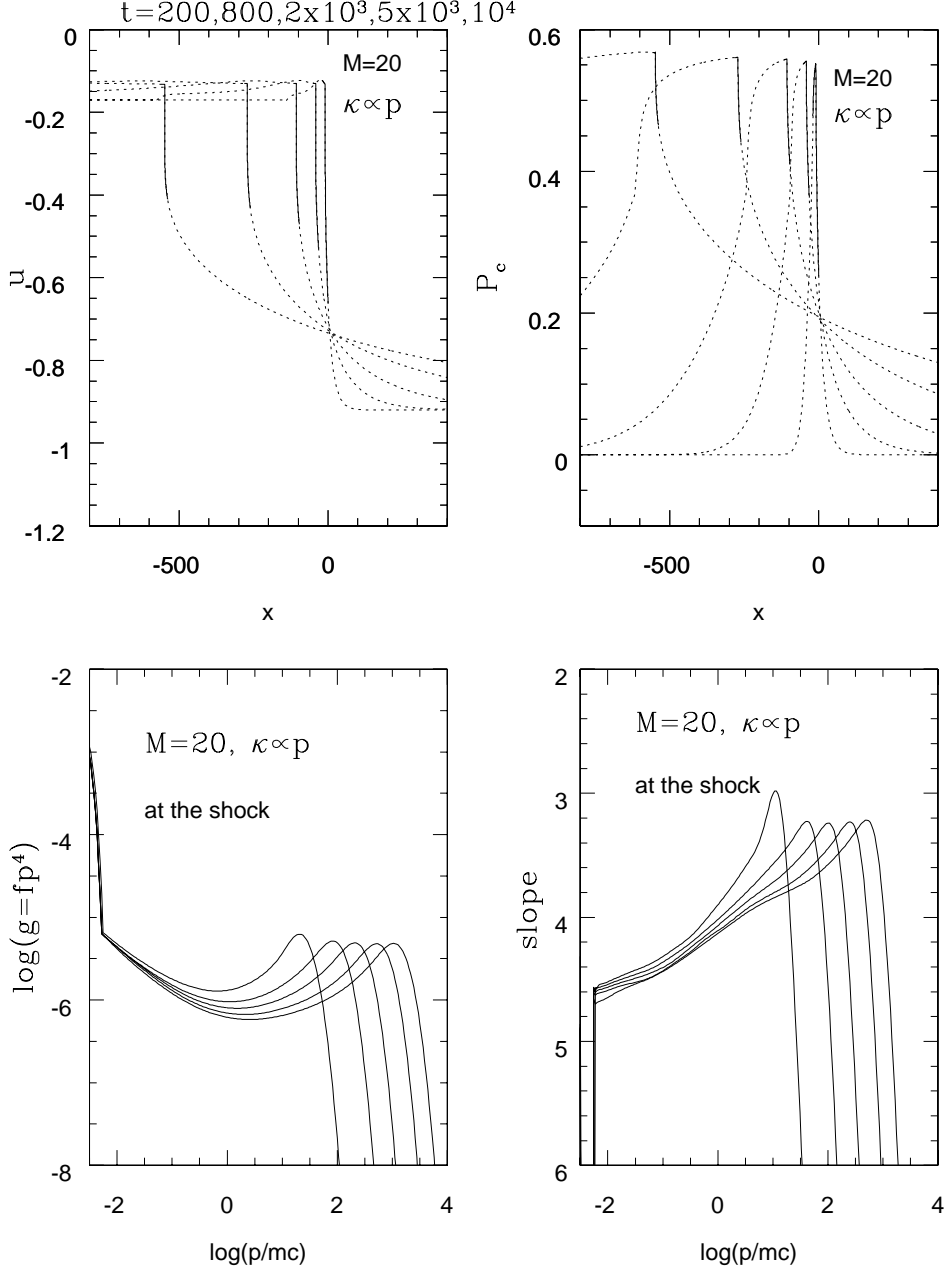 t=200,800,2x10³,5x10³,10⁴
0
-0.2
-0.4
-0.6
-0.8
-1
-1.2
u
M=20
κ∝p
-500
0
x
0.6
0.4
0.2
0
P_c
M=20
κ∝p
-500
0
x
-2
-4
-6
-8
log(g=fp⁴)
M=20, κ∝p
at the shock
-2
0
2
4
log(p/mc)
2
3
4
5
6
slope
M=20, κ∝p
at the shock
-2
0
2
4
log(p/mc)